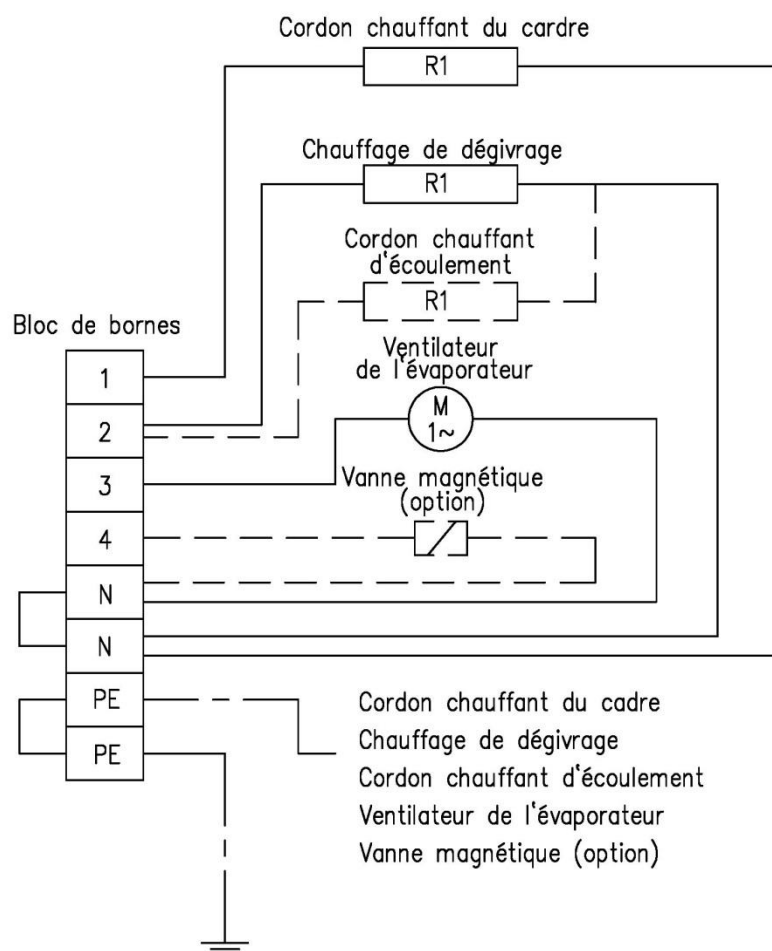 Cordon chauffant du cardre
R1
Chauffage de dégivrage
R1
Cordon chauffant
d'écoulement
R1
Bloc de bornes
Ventilateur
de l'évaporateur
M
1~
Vanne magnétique
(option)
1
2
3
4
N
N
PE
PE
Cordon chauffant du cadre
Chauffage de dégivrage
Cordon chauffant d'écoulement
Ventilateur de l'évaporateur
Vanne magnétique (option)